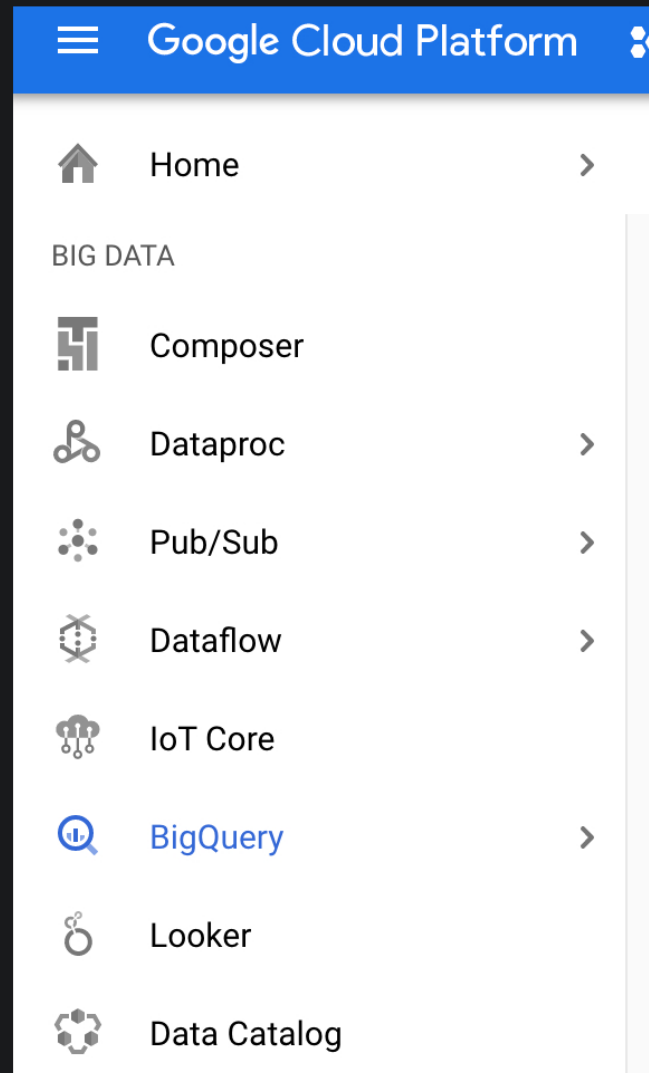 Google Cloud Platform
Home
BIG DATA
Composer
Dataproc
Pub/Sub
Dataflow
IoT Core
BigQuery
Looker
Data Catalog